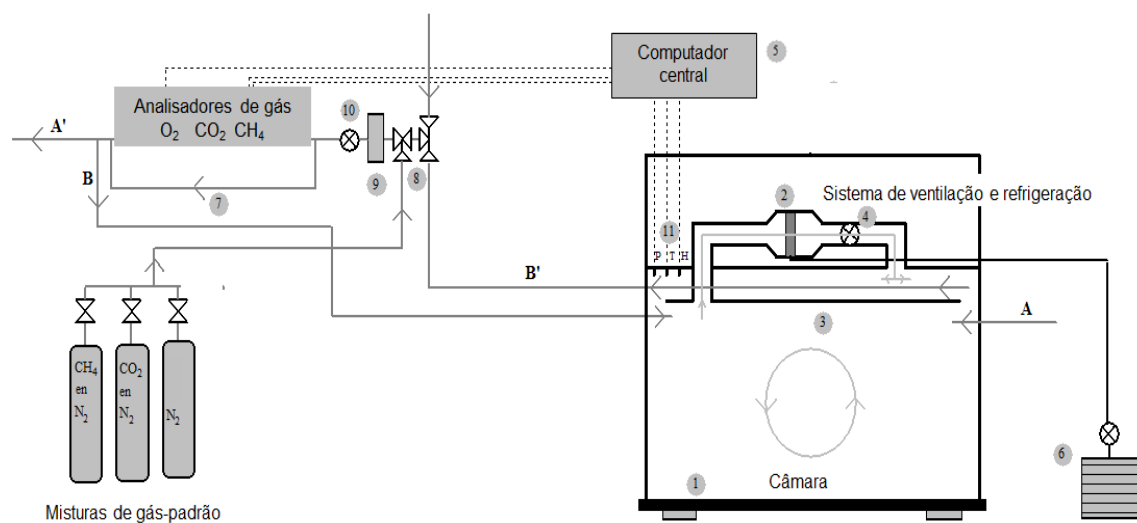 Computador
central
5
Analisadores de gás
O₂ CO₂ CH₄
10
A'
B
7
9
8
2
Sistema de ventilação e refrigeração
4
11
P T H
B'
A
3
CH₄
en
N₂
CO₂
en
N₂
N₂
6
1
Câmara
Misturas de gás-padrão